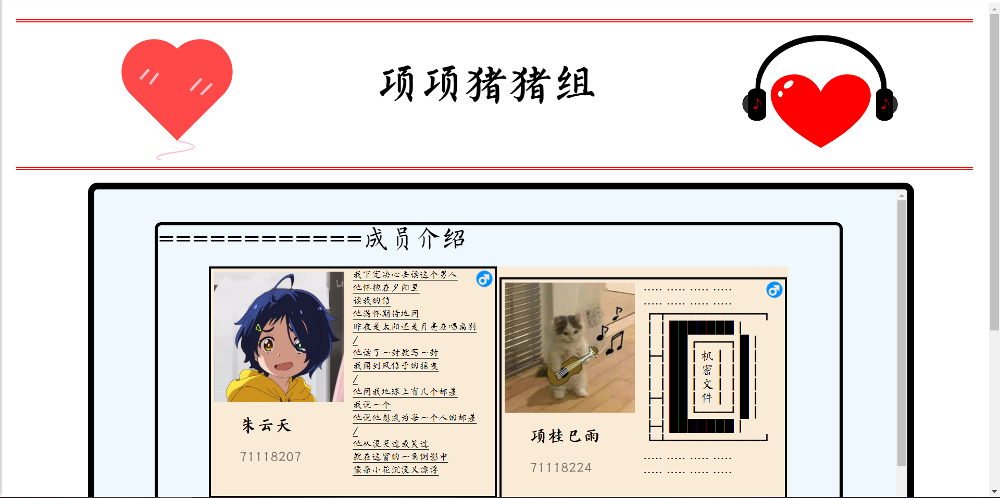 项项猪猪组
============成员介绍
我下定决心去读这个男人
他怀抱在夕阳里
读我的信
他满怀期待地问
昨夜是太阳还是月亮在唱离别
/
他读了一封就写一封
我闻到风信子的摇曳
/
他问我地球上有几个邮差
我说一个
他说他想成为每一个人的邮差
/
他从没哭过或笑过
就在这窗的一角倒影中
像朵小花沉没又漂浮
朱云天
71118207
..... ..... ..... .....
..... ..... ..... .....
机
密
文
件
..... ..... ..... .....
..... ..... ..... .....
项桂巳雨
71118224